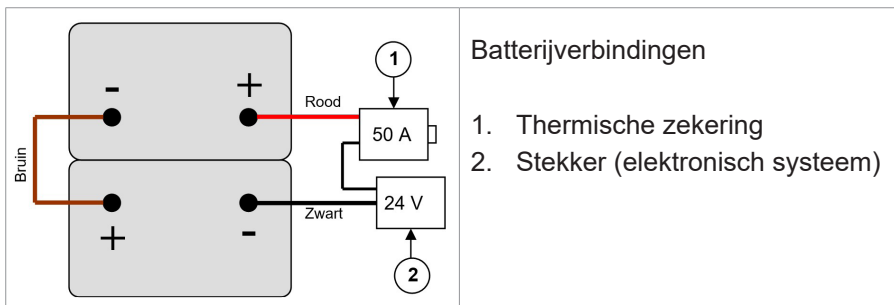 - +
Rood
1
50 A
Bruin
24 V
Zwart
+ -
2
Batterijverbindingen
1. Thermische zekering
2. Stekker (elektronisch systeem)